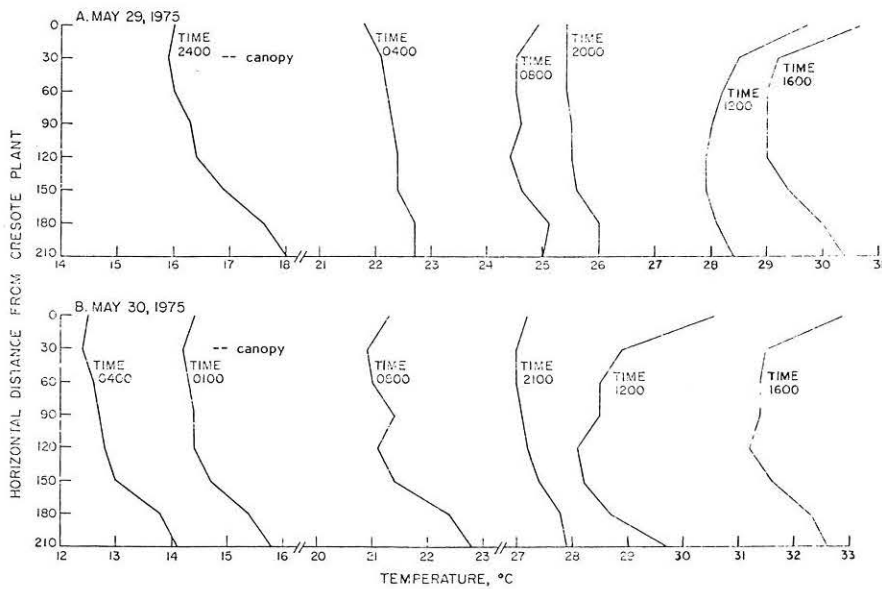 A. MAY 29, 1975
0
30
60
90
120
150
180
210
TIME
2400
-- canopy
TIME
0400
TIME
0800
TIME
2000
TIME
1200
TIME
1600
14 15 16 17 18 21 22 23 24 25 26 27 28 29 30 31
HORIZONTAL DISTANCE FROM CRESOTE PLANT
B. MAY 30, 1975
0
30
60
90
120
150
180
210
TIME
0400
TIME
0100
-- canopy
TIME
0800
TIME
2100
TIME
1200
TIME
1600
12 13 14 15 16 20 21 22 23 27 28 29 30 31 32 33
TEMPERATURE, °C